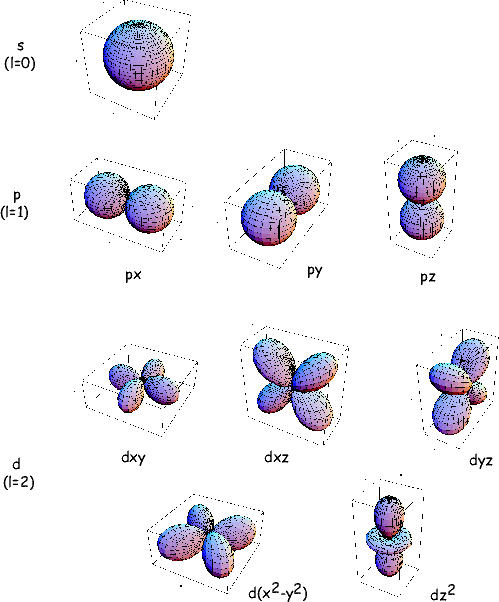 s
(l=0)
p
(l=1)
px
py
pz
dxy
dxz
dyz
d
(l=2)
d(x²-y²)
dz²